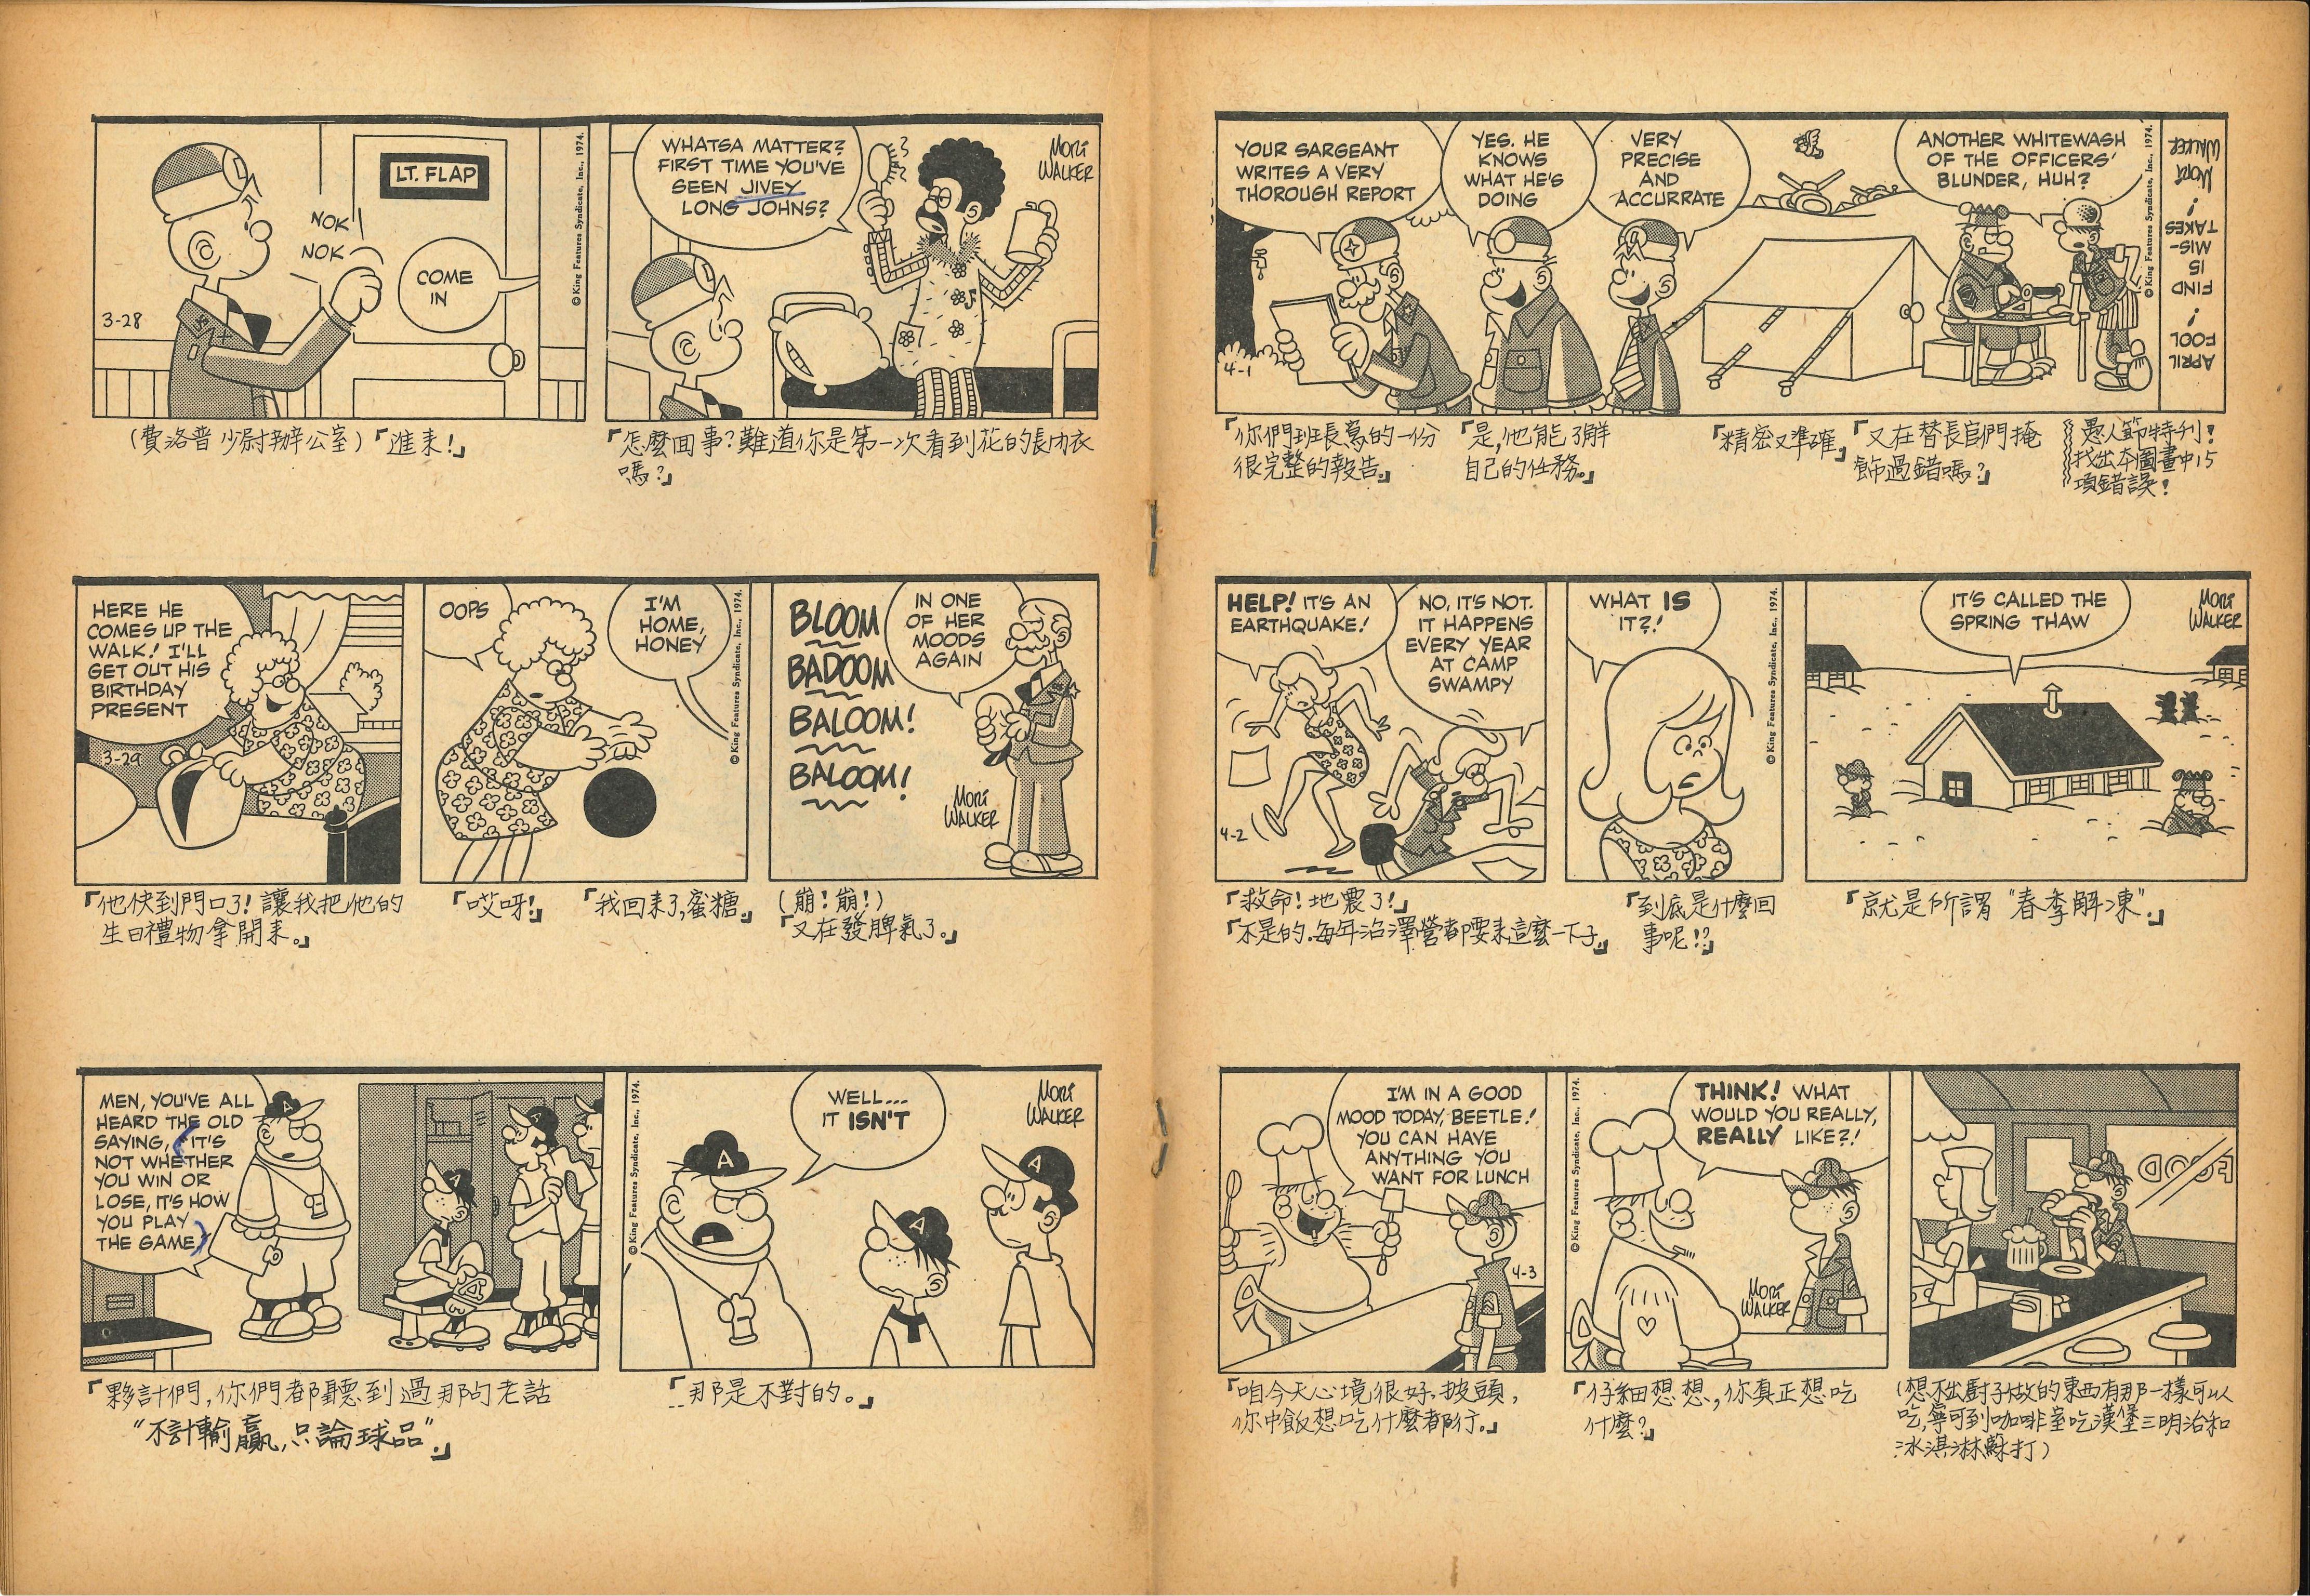 LT. FLAP
NOK
NOK
COME
IN
3-28
© King Features Syndicate, Inc., 1974.
WHATSA MATTER?
FIRST TIME YOU'VE
SEEN JIVEY
LONG JOHNS?
MORT
WALKER
(費洛普少尉辦公室)「進来!」
「怎麼回事?難道你是第一次看到花的長内衣
嗎?」
HERE HE
COMES UP THE
WALK! I'LL
GET OUT HIS
BIRTHDAY
PRESENT
3-29
OOPS
I'M
HOME,
HONEY
© King Features Syndicate, Inc., 1974.
BLOOM
BADOOM
BALOOM!
BALOOM!
IN ONE
OF HER
MOODS
AGAIN
MORT
WALKER
「他快到門口了!讓我把他的
生日禮物拿開来。」
「哎呀!」
「我回来了,蜜糖。」
(崩!崩!)
「又在發脾氣了。」
MEN, YOU'VE ALL
HEARD THE OLD
SAYING, IT'S
NOT WHETHER
YOU WIN OR
LOSE, IT'S HOW
YOU PLAY
THE GAME
A
A
A
© King Features Syndicate, Inc., 1974.
WELL...
IT ISN'T
A
A
A
MORT
WALKER
「夥計們,你們都聽到過那句老話
“不計輸贏,只論球品”。」
「..那是不對的。」
YOUR SARGEANT
WRITES A VERY
THOROUGH REPORT
YES. HE
KNOWS
WHAT HE'S
DOING
VERY
PRECISE
AND
ACCURRATE
ANOTHER WHITEWASH
OF THE OFFICERS'
BLUNDER, HUH?
4-1
© King Features Syndicate, Inc., 1974.
APRIL
FOOL
!
FIND
15
MIS-
TAKES
!
MORT
WALKER
「你們班長寫的一份
很完整的報告。」
「是,他能了解
自己的任務。」
「精密又準確」
「又在替長官們掩
飾過錯嗎?」
愚人節特刊!
找出本圖畫中15
項錯誤!
HELP! IT'S AN
EARTHQUAKE!
NO, IT'S NOT.
IT HAPPENS
EVERY YEAR
AT CAMP
SWAMPY
4-2
WHAT IS
IT?!
© King Features Syndicate, Inc., 1974.
IT'S CALLED THE
SPRING THAW
MORT
WALKER
「救命!地震了!」
「不是的.每年沼澤營都要来這麼一下子。」
「到底是什麼回
事呢!?」
「就是所謂“春季解凍”.」
I'M IN A GOOD
MOOD TODAY, BEETLE!
YOU CAN HAVE
ANYTHING YOU
WANT FOR LUNCH
4-3
© King Features Syndicate, Inc., 1974.
THINK! WHAT
WOULD YOU REALLY,
REALLY LIKE?!
MORT
WALKER
FOOD
「咱今天心境很好,披頭,
你中飯想吃什麼都行。」
「仔細想想,你真正想吃
什麼?」
(想不出厨子做的東西有那一樣可以
吃,寧可到咖啡室吃漢堡三明治和
冰淇淋蘇打)